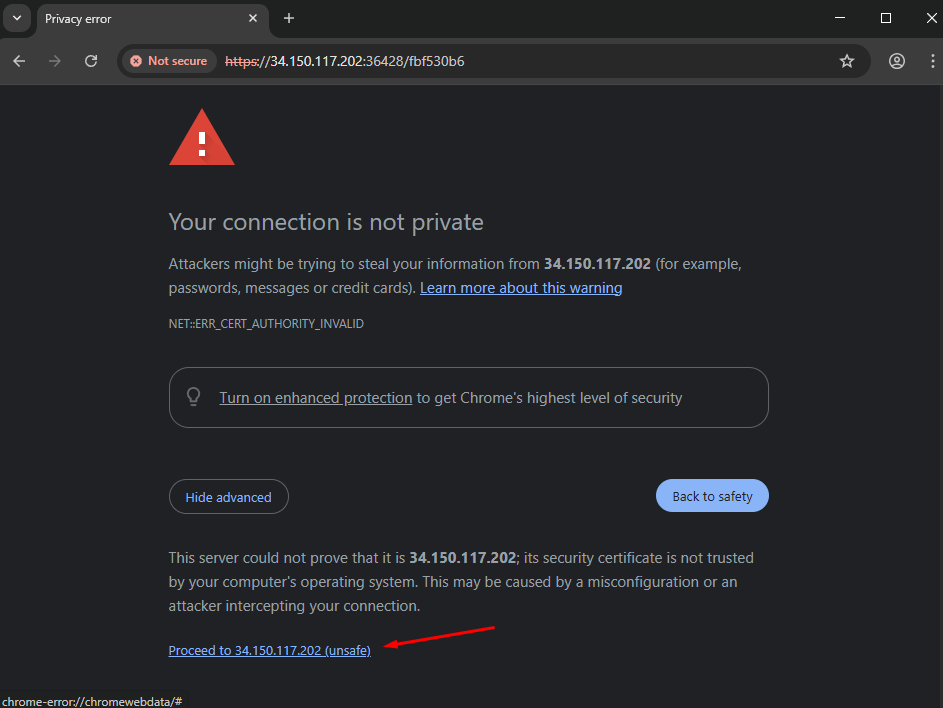 Privacy error
Not secure
https://34.150.117.202:36428/fbf530b6
Your connection is not private
Attackers might be trying to steal your information from 34.150.117.202 (for example,
passwords, messages or credit cards). Learn more about this warning
NET::ERR_CERT_AUTHORITY_INVALID
Turn on enhanced protection to get Chrome's highest level of security
Hide advanced
Back to safety
This server could not prove that it is 34.150.117.202; its security certificate is not trusted
by your computer's operating system. This may be caused by a misconfiguration or an
attacker intercepting your connection.
Proceed to 34.150.117.202 (unsafe)
chrome-error://chromewebdata/#